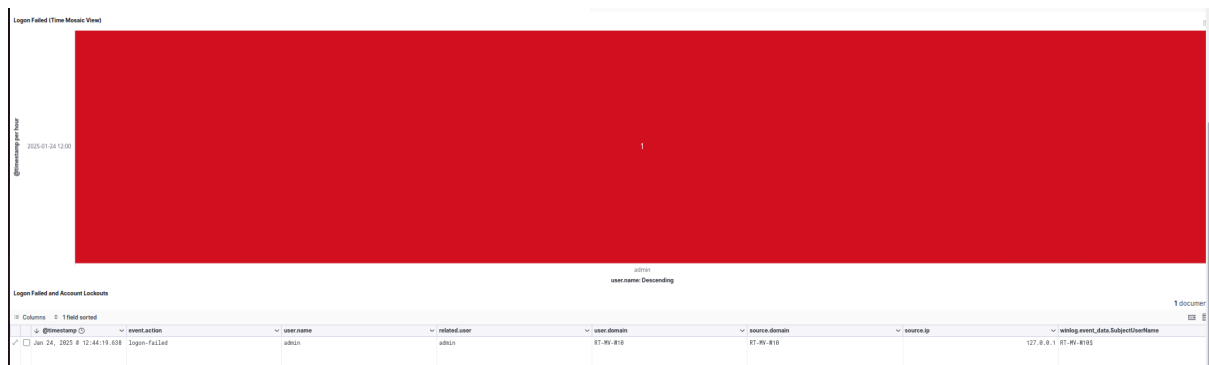 Logon Failed (Time Mosaic View)
@timestamp per hour
2025-01-24 12:00
1
admin
user.name: Descending
Logon Failed and Account Lockouts
1 documen
Columns 1 field sorted
@timestamp event.action user.name related.user user.domain source.domain source.ip winlog.event_data.SubjectUserName
Jan 24, 2025 @ 12:44:19.638 logon-failed admin admin RT-MV-W10 RT-MV-W10 127.0.0.1 RT-MV-W10$